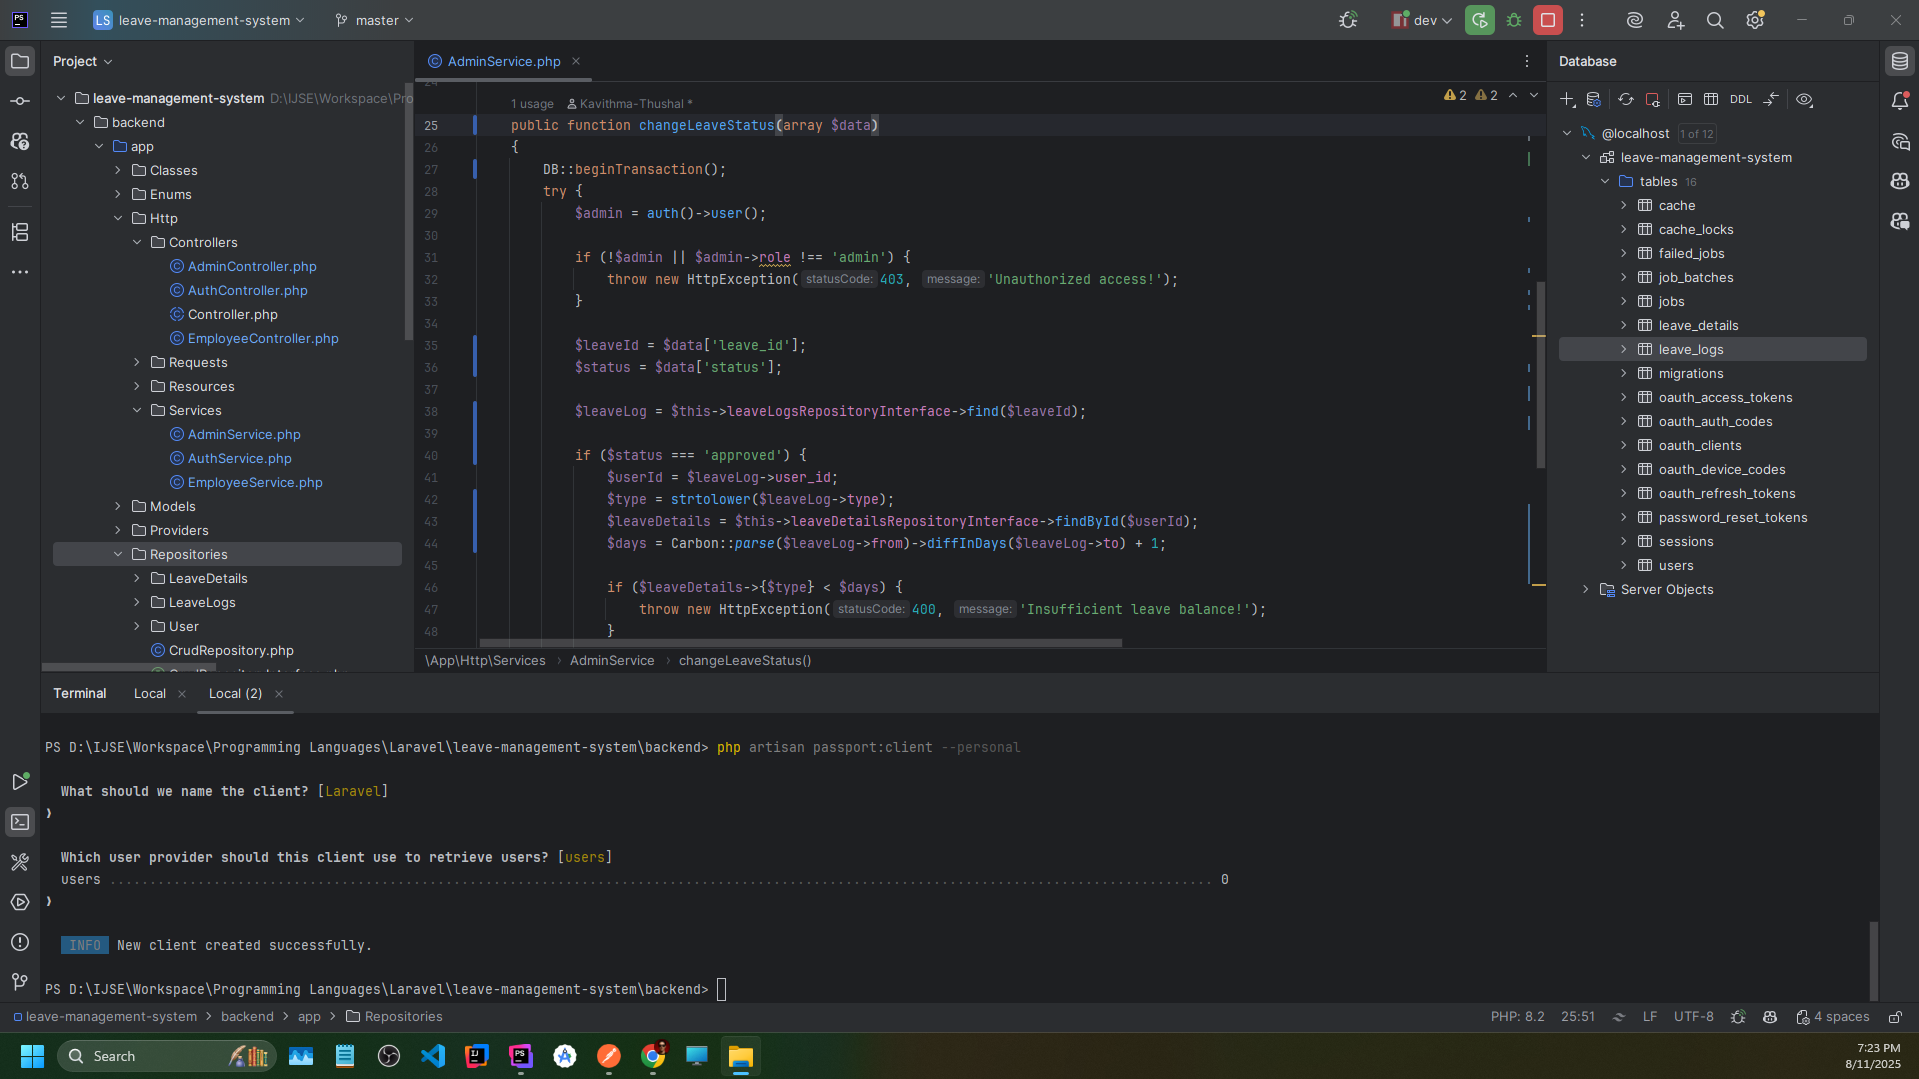 PS
LS leave-management-system
master
dev
Project
leave-management-system D:\IJSE\Workspace\Pro
backend
app
Classes
Enums
Http
Controllers
AdminController.php
AuthController.php
Controller.php
EmployeeController.php
Requests
Resources
Services
AdminService.php
AuthService.php
EmployeeService.php
Models
Providers
Repositories
LeaveDetails
LeaveLogs
User
CrudRepository.php
AdminService.php
2 2
24
1 usage Kavithma-Thushal *
25 public function changeLeaveStatus(array $data)
26 {
27 DB::beginTransaction();
28 try {
29 $admin = auth()->user();
30
31 if (!$admin || $admin->role !== 'admin') {
32 throw new HttpException( statusCode: 403, message: 'Unauthorized access!');
33 }
34
35 $leaveId = $data['leave_id'];
36 $status = $data['status'];
37
38 $leaveLog = $this->leaveLogsRepositoryInterface->find($leaveId);
39
40 if ($status === 'approved') {
41 $userId = $leaveLog->user_id;
42 $type = strtolower($leaveLog->type);
43 $leaveDetails = $this->leaveDetailsRepositoryInterface->findById($userId);
44 $days = Carbon::parse($leaveLog->from)->diffInDays($leaveLog->to) + 1;
45
46 if ($leaveDetails->{$type} < $days) {
47 throw new HttpException( statusCode: 400, message: 'Insufficient leave balance!');
48 }
\App\Http\Services › AdminService › changeLeaveStatus()
Database
DDL
@localhost 1 of 12
leave-management-system
tables 16
cache
cache_locks
failed_jobs
job_batches
jobs
leave_details
leave_logs
migrations
oauth_access_tokens
oauth_auth_codes
oauth_clients
oauth_device_codes
oauth_refresh_tokens
password_reset_tokens
sessions
users
Server Objects
Terminal Local Local (2)
PS D:\IJSE\Workspace\Programming Languages\Laravel\leave-management-system\backend> php artisan passport:client --personal
What should we name the client? [Laravel]
❯
Which user provider should this client use to retrieve users? [users]
users ........................................................................................................................................ 0
❯
INFO New client created successfully.
PS D:\IJSE\Workspace\Programming Languages\Laravel\leave-management-system\backend>
leave-management-system > backend > app > Repositories
PHP: 8.2 25:51 LF UTF-8 4 spaces
Search
7:23 PM
8/11/2025